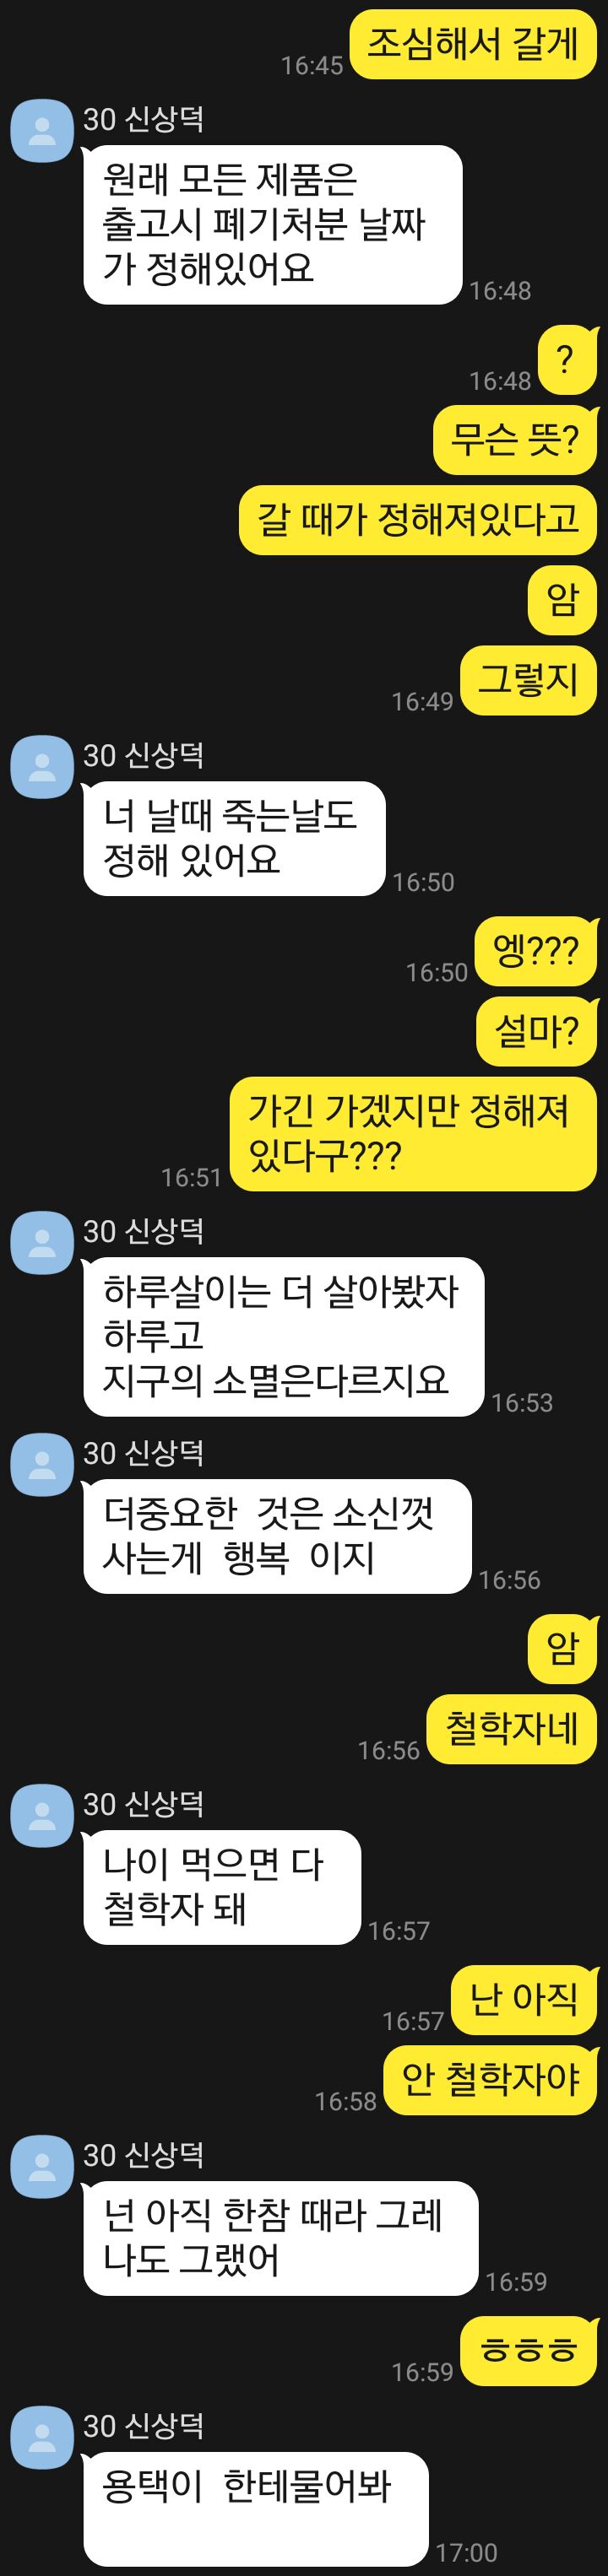 조심해서 갈게
16:45
30 신상덕
원래 모든 제품은
출고시 폐기처분 날짜
가 정해있어요
16:48
?
16:48
무슨 뜻?
갈 때가 정해져있다고
암
그렇지
16:49
30 신상덕
너 날때 죽는날도
정해 있어요
16:50
엥???
16:50
설마?
가긴 가겠지만 정해져
있다구???
16:51
30 신상덕
하루살이는 더 살아봤자
하루고
지구의 소멸은다르지요
16:53
30 신상덕
더중요한 것은 소신껏
사는게 행복 이지
16:56
암
철학자네
16:56
30 신상덕
나이 먹으면 다
철학자 돼
16:57
난 아직
16:57
안 철학자야
16:58
30 신상덕
넌 아직 한참 때라 그레
나도 그랬어
16:59
ㅎㅎㅎ
16:59
30 신상덕
용택이 한테물어봐
17:00